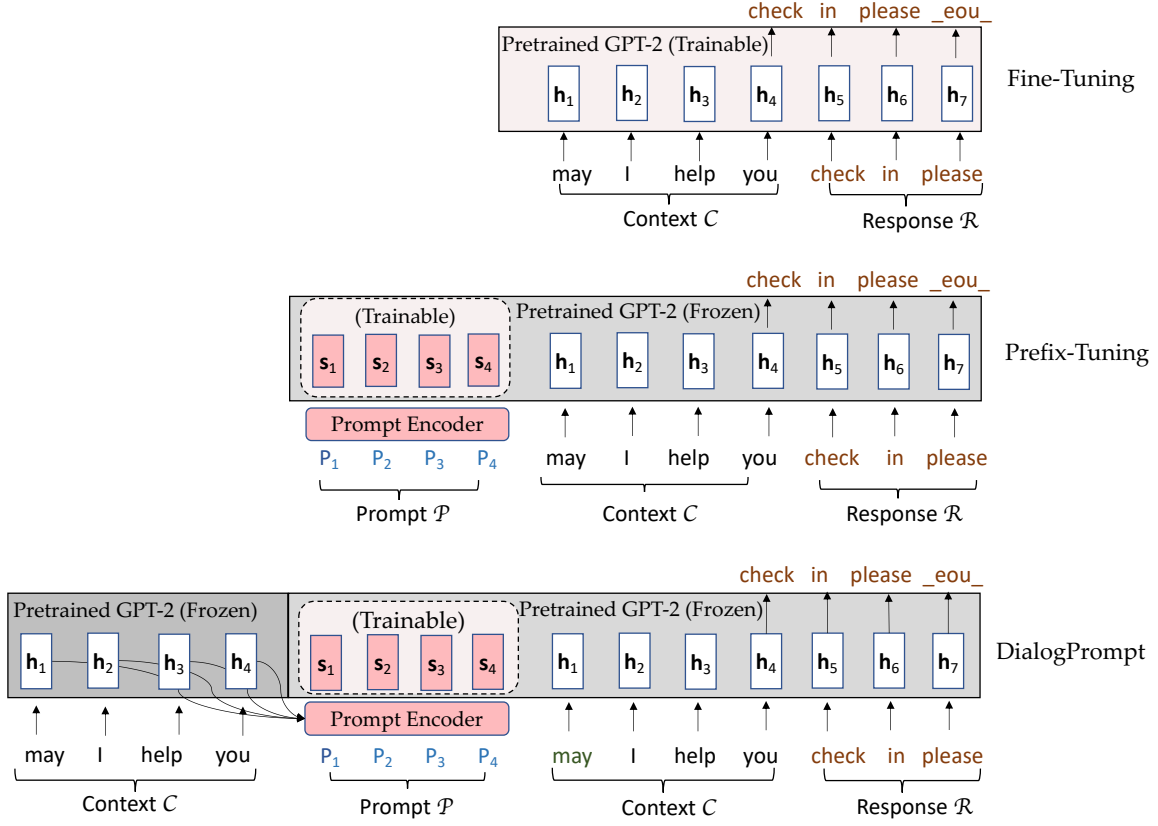 check in please _eou_
Pretrained GPT-2 (Trainable)
h1 h2 h3 h4 h5 h6 h7
Fine-Tuning
may I help you check in please
Context C Response R
check in please _eou_
(Trainable) Pretrained GPT-2 (Frozen)
s1 s2 s3 s4 h1 h2 h3 h4 h5 h6 h7
Prefix-Tuning
Prompt Encoder
P1 P2 P3 P4 may I help you check in please
Prompt P Context C Response R
check in please _eou_
Pretrained GPT-2 (Frozen) (Trainable) Pretrained GPT-2 (Frozen)
h1 h2 h3 h4 s1 s2 s3 s4 h1 h2 h3 h4 h5 h6 h7
DialogPrompt
Prompt Encoder
may I help you P1 P2 P3 P4 may I help you check in please
Context C Prompt P Context C Response R